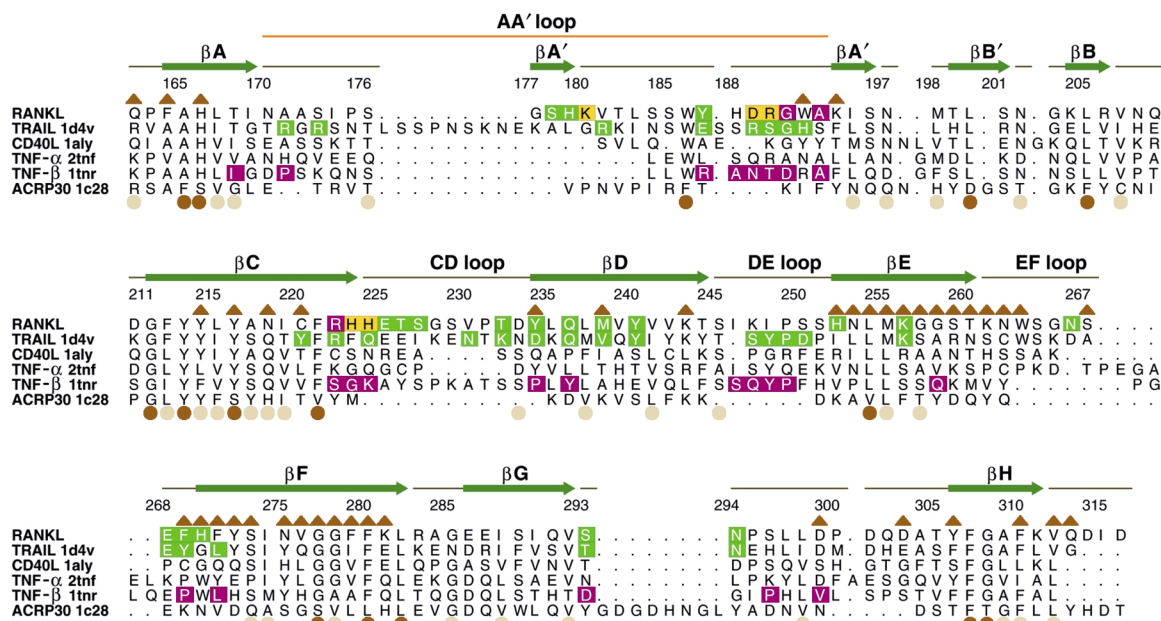 AA′ loop
βA βA′ βA′ βB′ βB
165 170 176 177 180 185 188 197 198 201 205
RANKL QPFAHLTINAASIPS...........GSHKVTLSSWY.HDRGWAKISN..MTL.SN.GKLRVNQ
TRAIL 1d4v RVAAHITGTRGRSNTLSSPNSKNEKALGRKINSWESSRSGHSFLSN..LHL.RN.GELVIHE
CD40L 1aly QIAAHVISEASSKTT...............SVLQ.WAE..KGYYTMSNNLVTL.ENGKQLTVKR
TNF-α 2tnf KPVAHVVANHQVEEQ..................LEWL.SQRANALLAN.GMDL.KD.NQLVVPA
TNF-β 1tnr KPAAHLIGDPSKQNS..................LLWR.ANTDRAFLQD.GFSL.SN.NSLLVPT
ACRP30 1c28 RSAFSVGLE.TRVT.............VPNVPIRFT....KIFYNQQN.HYDGST.GKFYCNI
βC CD loop βD DE loop βE EF loop
211 215 220 225 230 235 240 245 250 255 260 267
RANKL DGFYYLYANICFRHHETSGSVPTDYLQLMVYVVKTSIKIPSSHNLMKGGSTKNWSGNS....
TRAIL 1d4v KGFYYIYSQTYFRFQEEIKENTKNDKQMVQYIYKYT.SYPDPILLMKSARNSCWSKDA....
CD40L 1aly QGLYYIYAQVTFCSNREA....SSQAPFIASLCLKS.PGRFERILLRAANTHSSAK.
TNF-α 2tnf DGLYLVYSQVLFKGQGCP....DYVLLTHTVSRFALSYQEKVNLLSAVKSPCPKD.TPEGA
TNF-β 1tnr SGIYFVYSQVVFSGKAYSPKATSSPLYLAHEVQLFSSQYPFHVPLLSSQKMVY......PG
ACRP30 1c28 PGLYYFSYHITVYM...........KDVKVSLFKK......DKAVLFTYDQYQ........
βF βG βH
268 275 280 285 293 294 300 305 310 315
RANKL ..EFHFYSINVGGFFKLRAGEEISIQVS.........NPSLLDP..DQDATYFGAFKVQDID
TRAIL 1d4v ..EYGLYSIYQGGIFELKENDRIFVSVT.........NEHLIDM.DHEASFFGAFLVG...
CD40L 1aly ..PCGQQSIHLGGVFELQPGASVFVNVT.........DPSQVSH.GTGFTSFGLLKL....
TNF-α 2tnf ELKPWYEPIYLGGVFQLEKGDQLSAEVN.........LPKYLDFAESGQVYFGVIAL....
TNF-β 1tnr LQEPWLHSMYHGAAFQLTQGDQLSTHTD.........GIPHLVL..SPSTVFFGAFAL....
ACRP30 1c28 ..EKNVDQASGSVLLHLEVGDQVWLQVYGDGDHNGLYADNVN......DSTFTGFLLYHDT